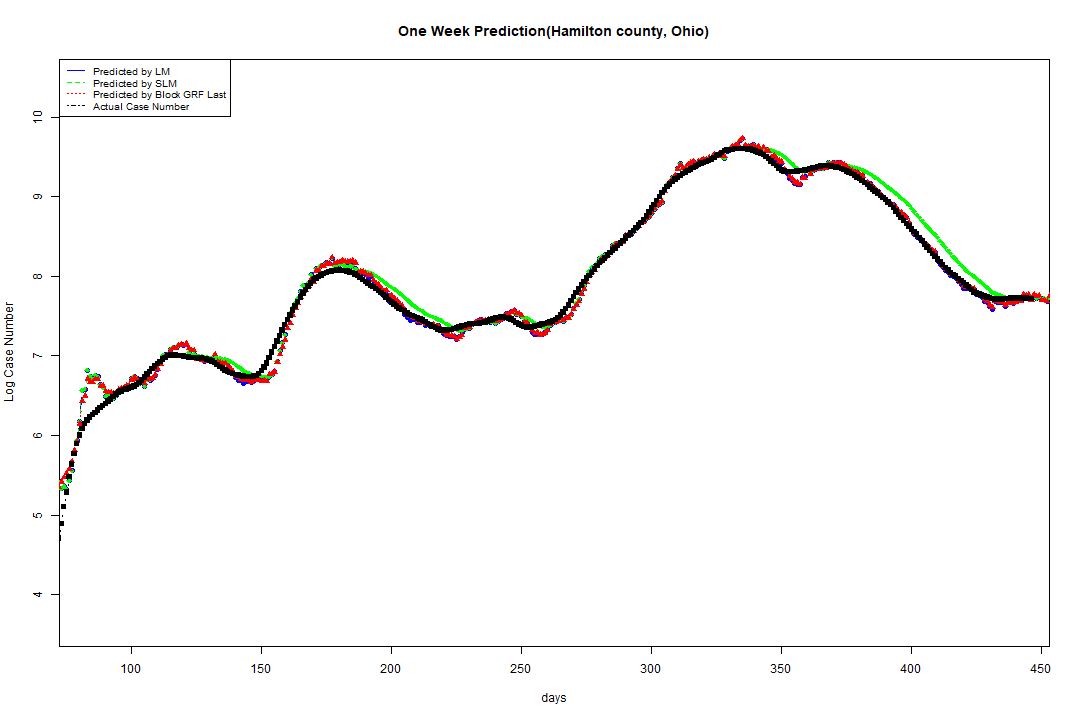 One Week Prediction(Hamilton county, Ohio)
Predicted by LM
Predicted by SLM
Predicted by Block GRF Last
Actual Case Number
Log Case Number
10
9
8
7
6
5
4
100 150 200 250 300 350 400 450
days